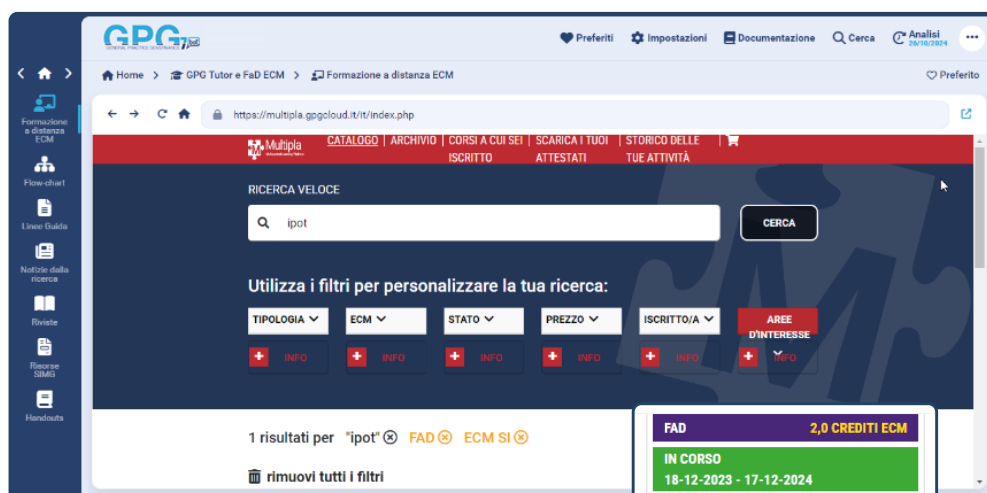 GPG 7
GENERAL PRACTICE GOVERNANCE
Preferiti
Impostazioni
Documentazione
Cerca
Analisi
26/10/2024
Home > GPG Tutor e FaD ECM > Formazione a distanza ECM
Preferito
Formazione
a distanza
ECM
Flow-chart
Linee Guida
Notizie dalla
ricerca
Riviste
Risorse
SIMG
Handouts
https://multipla.gpgcloud.it/it/index.php
Multipla
CATALOGO | ARCHIVIO | CORSI A CUI SEI | SCARICA I TUOI | STORICO DELLE |
ISCRITTO ATTESTATI TUE ATTIVITÀ
RICERCA VELOCE
ipot
CERCA
Utilizza i filtri per personalizzare la tua ricerca:
TIPOLOGIA ECM STATO PREZZO ISCRITTO/A AREE
D'INTERESSE
INFO INFO INFO INFO INFO INFO
1 risultati per "ipot" FAD ECM SI
rimuovi tutti i filtri
FAD 2,0 CREDITI ECM
IN CORSO
18-12-2023 - 17-12-2024